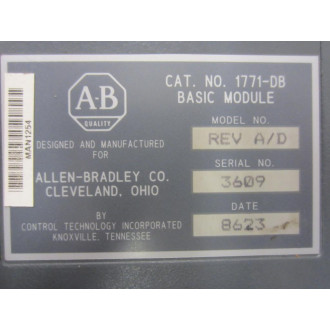 MAN1254
A-B
QUALITY
CAT. NO. 1771-DB
BASIC MODULE
MODEL NO.
REV A/D
DESIGNED AND MANUFACTURED
FOR
SERIAL NO.
3609
ALLEN-BRADLEY CO.
CLEVELAND, OHIO
DATE
8623
BY
CONTROL TECHNOLOGY INCORPORATED
KNOXVILLE, TENNESSEE